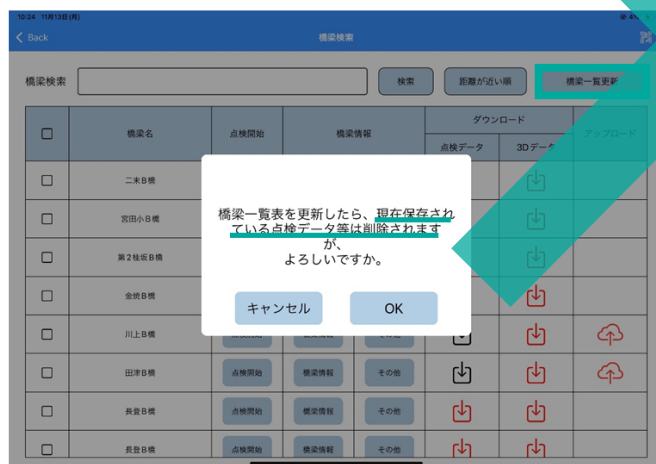 10:24 11月13日(月)
Back
橋梁検索
橋梁検索
検索
距離が近い順
橋梁一覧更新
橋梁名
点検開始
橋梁情報
ダウンロード
アップロード
点検データ
3Dデータ
二末B橋
宮田小B橋
第2桂坂B橋
金焼B橋
川上B橋
田津B橋
点検開始
橋梁情報
その他
長登B橋
点検開始
橋梁情報
その他
長登B橋
点検開始
橋梁情報
その他
橋梁一覧表を更新したら、現在保存され
ている点検データ等は削除されます
が、
よろしいですか。
キャンセル
OK